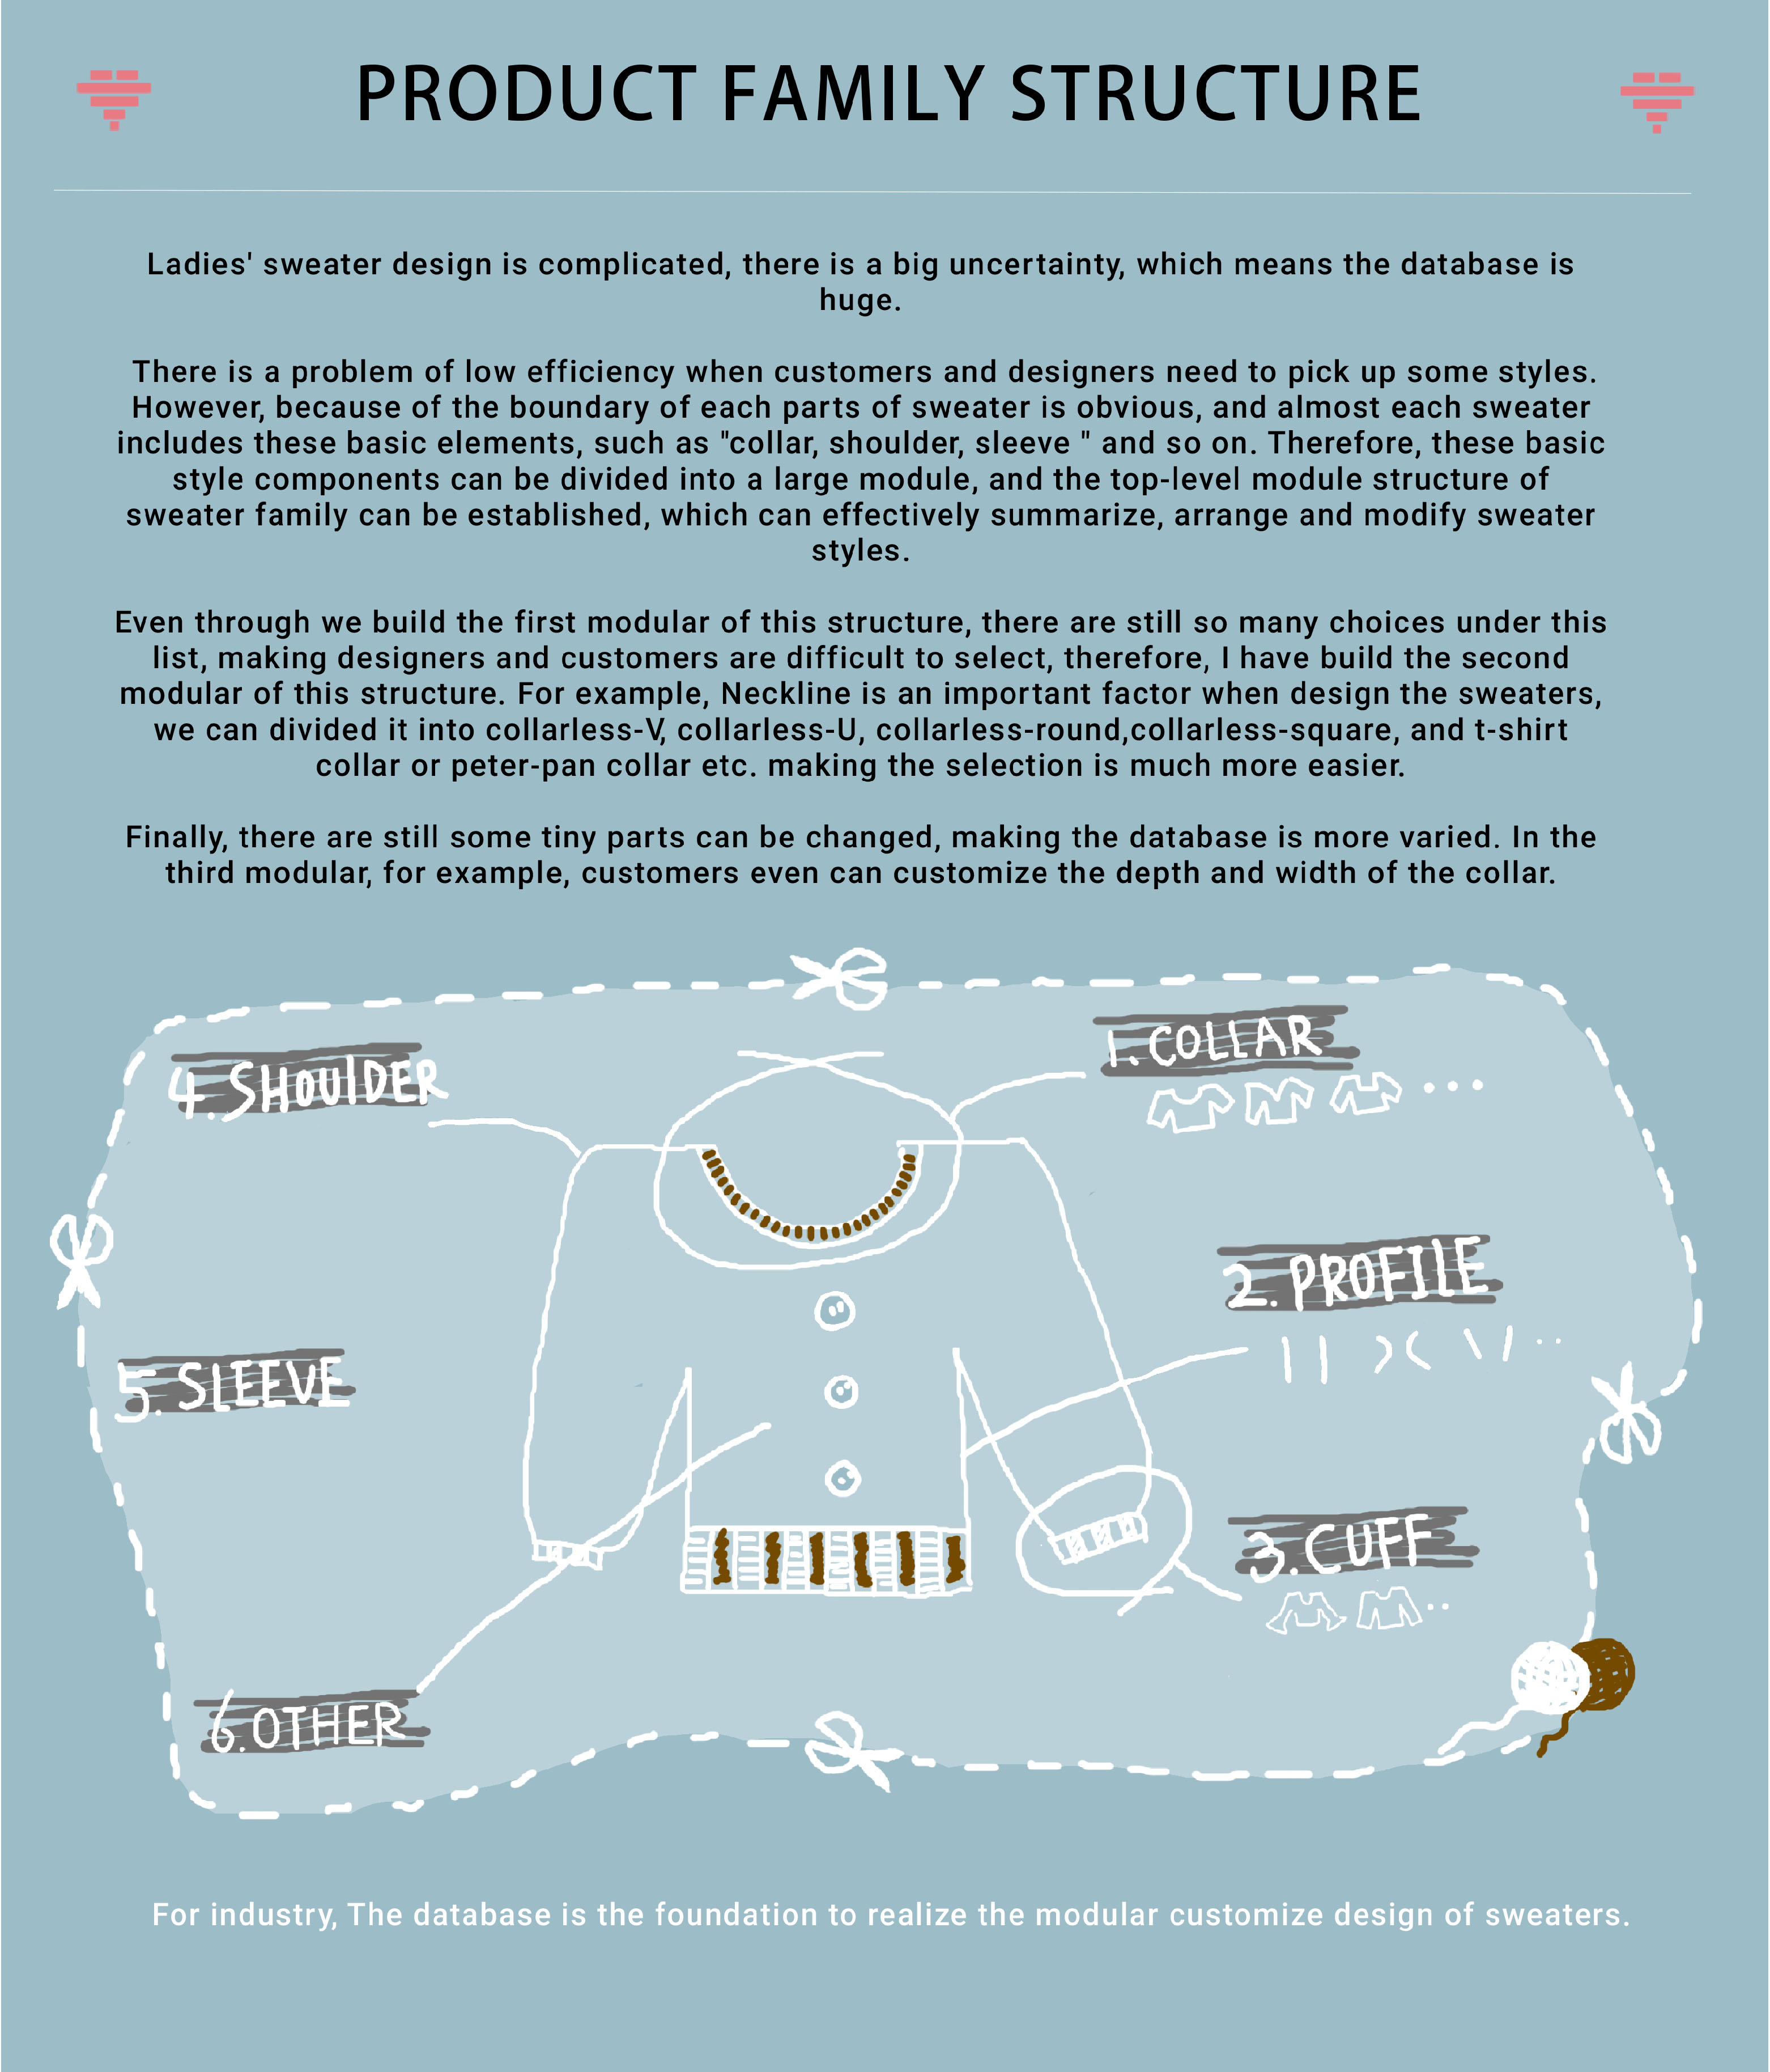 PRODUCT FAMILY STRUCTURE
Ladies' sweater design is complicated, there is a big uncertainty, which means the database is
huge.
There is a problem of low efficiency when customers and designers need to pick up some styles.
However, because of the boundary of each parts of sweater is obvious, and almost each sweater
includes these basic elements, such as "collar, shoulder, sleeve " and so on. Therefore, these basic
style components can be divided into a large module, and the top-level module structure of
sweater family can be established, which can effectively summarize, arrange and modify sweater
styles.
Even through we build the first modular of this structure, there are still so many choices under this
list, making designers and customers are difficult to select, therefore, I have build the second
modular of this structure. For example, Neckline is an important factor when design the sweaters,
we can divided it into collarless-V, collarless-U, collarless-round,collarless-square, and t-shirt
collar or peter-pan collar etc. making the selection is much more easier.
Finally, there are still some tiny parts can be changed, making the database is more varied. In the
third modular, for example, customers even can customize the depth and width of the collar.
1.COLLAR
4.SHOUlDER
2.PROFILE
5.SLEEVE
3.CUFF
6.OTHER
For industry, The database is the foundation to realize the modular customize design of sweaters.